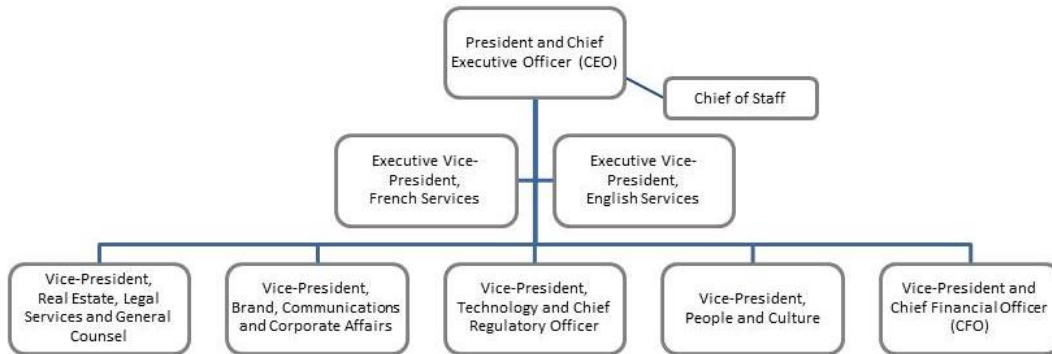 President and Chief
Executive Officer (CEO)
Chief of Staff
Executive Vice-
President,
French Services
Executive Vice-
President,
English Services
Vice-President,
Real Estate, Legal
Services and General
Counsel
Vice-President,
Brand, Communications
and Corporate Affairs
Vice-President,
Technology and Chief
Regulatory Officer
Vice-President,
People and Culture
Vice-President and
Chief Financial Officer
(CFO)